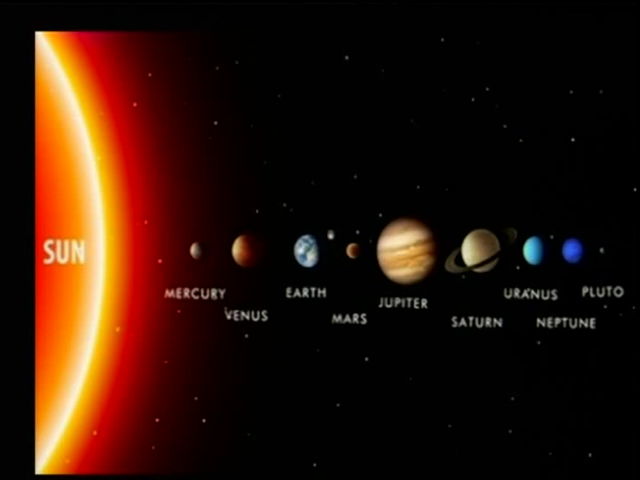 SUN
MERCURY
VENUS
EARTH
MARS
JUPITER
SATURN
URANUS
NEPTUNE
PLUTO